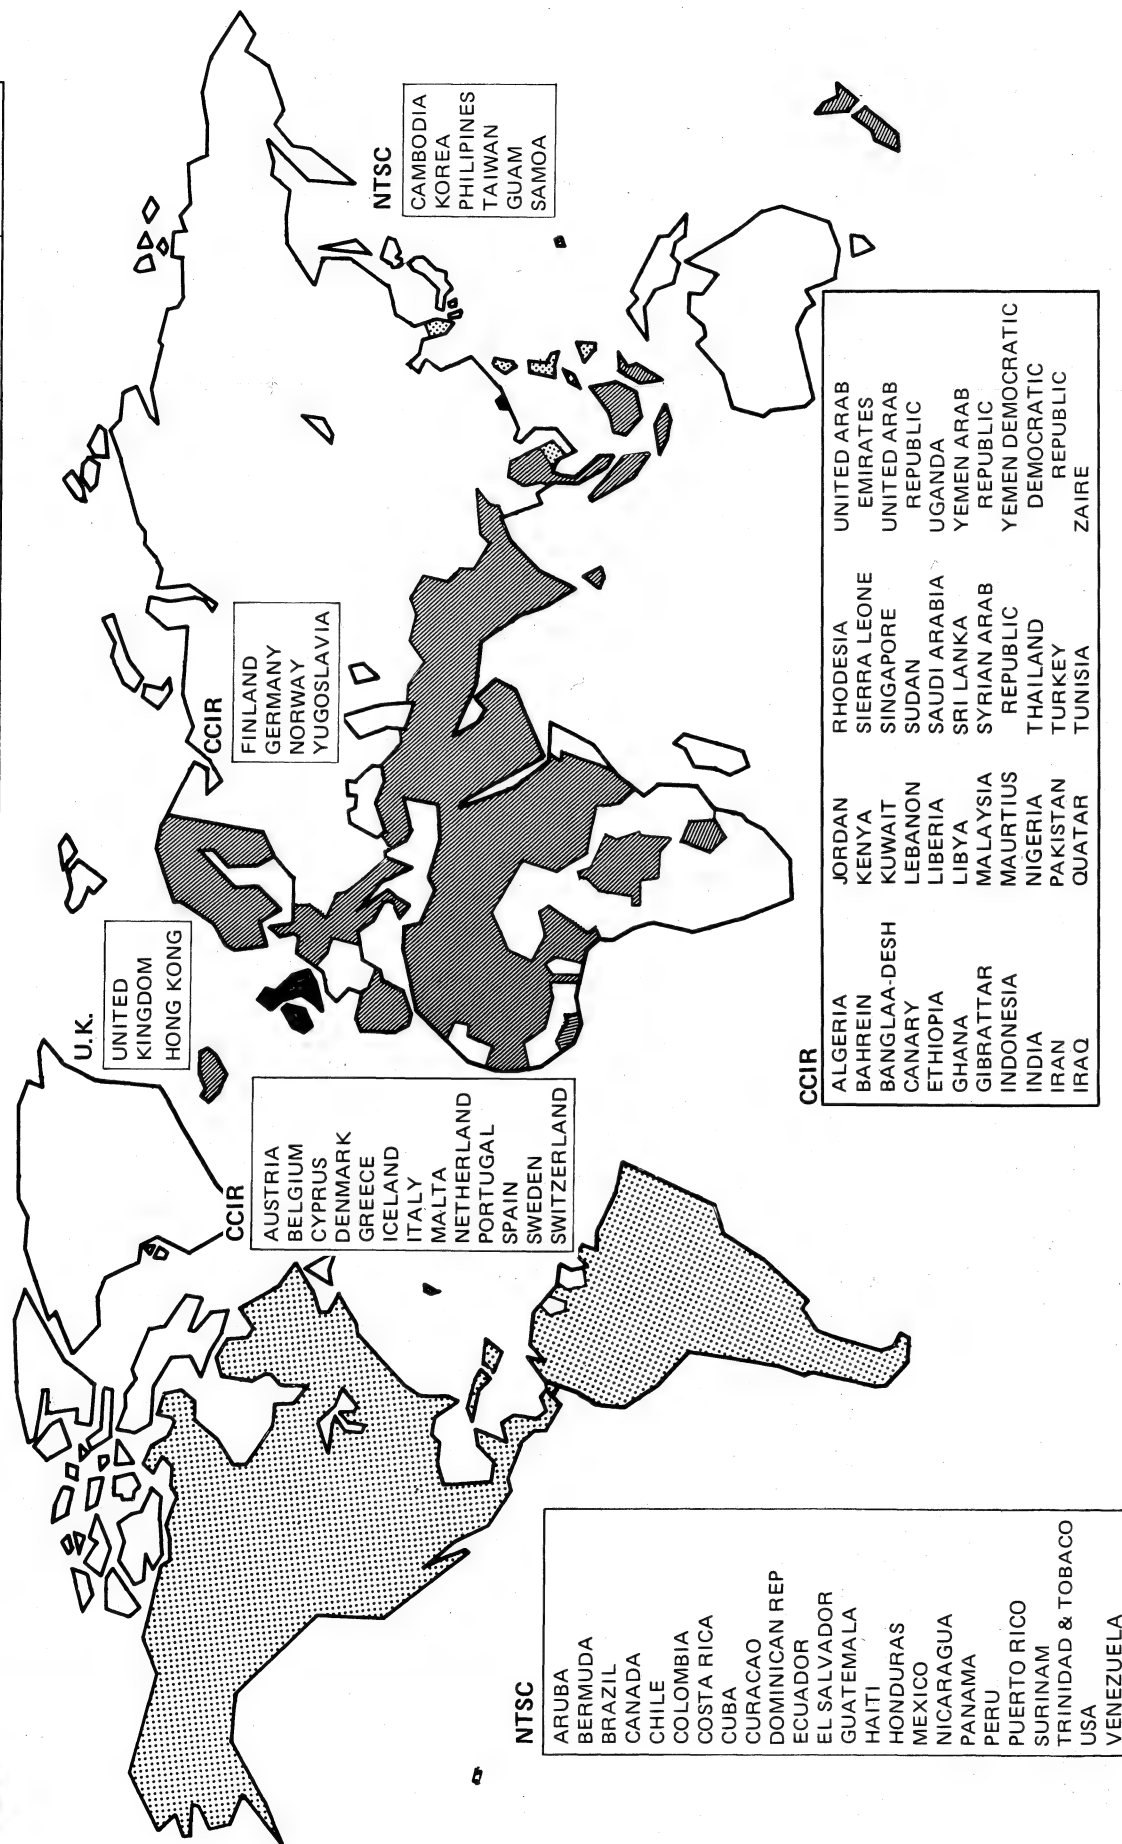 U.K.
UNITED
KINGDOM
HONG KONG
CCIR
FINLAND
GERMANY
NORWAY
YUGOSLAVIA
NTSC
CAMBODIA
KOREA
PHILIPINES
TAIWAN
GUAM
SAMOA
CCIR
AUSTRIA
BELGIUM
CYPRUS
DENMARK
GREECE
ICELAND
ITALY
MALTA
NETHERLAND
PORTUGAL
SPAIN
SWEDEN
SWITZERLAND
NTSC
ARUBA
BERMUDA
BRAZIL
CANADA
CHILE
COLOMBIA
COSTA RICA
CUBA
CURACAO
DOMINICAN REP
ECUADOR
EL SALVADOR
GUATEMALA
HAITI
HONDURAS
MEXICO
NICARAGUA
PANAMA
PERU
PUERTO RICO
SURINAM
TRINIDAD & TOBACO
USA
VENEZUELA
CCIR
ALGERIA
BAHREIN
BANGLAA-DESH
CANARY
ETHIOPIA
GHANA
GIBRATTAR
INDONESIA
INDIA
IRAN
IRAQ
JORDAN
KENYA
KUWAIT
LEBANON
LIBERIA
LIBYA
MALAYSIA
MAURTIUS
NIGERIA
PAKISTAN
QUATAR
RHODESIA
SIERRA LEONE
SINGAPORE
SUDAN
SAUDI ARABIA
SRI LANKA
SYRIAN ARAB
REPUBLIC
THAILAND
TURKEY
TUNISIA
UNITED ARAB
EMIRATES
UNITED ARAB
REPUBLIC
UGANDA
YEMEN ARAB
REPUBLIC
YEMEN DEMOCRATIC
DEMOCRATIC
REPUBLIC
ZAIRE